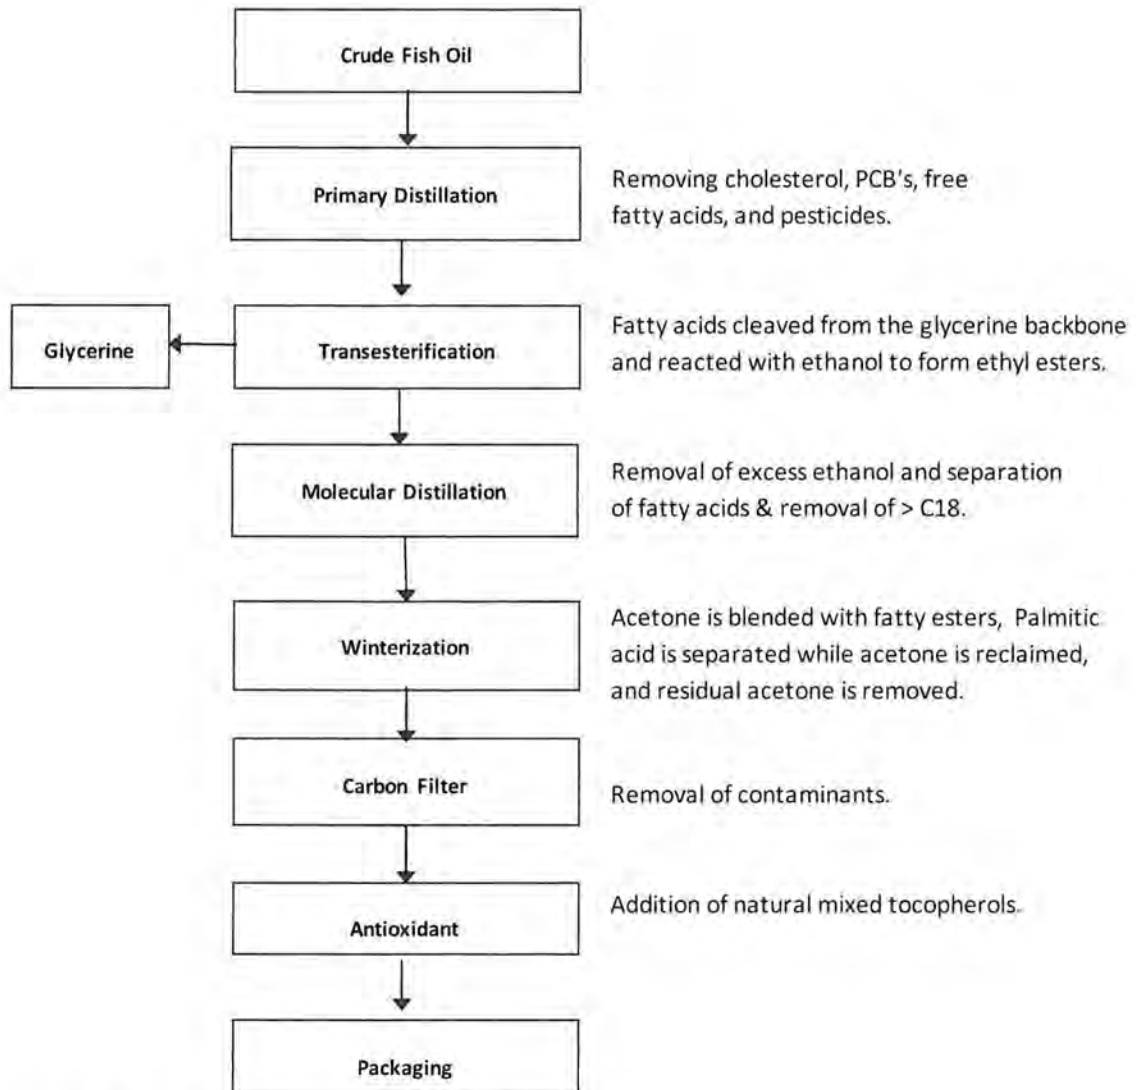 Crude Fish Oil
Primary Distillation
Removing cholesterol, PCB's, free
fatty acids, and pesticides.
Glycerine
Transesterification
Fatty acids cleaved from the glycerine backbone
and reacted with ethanol to form ethyl esters.
Molecular Distillation
Removal of excess ethanol and separation
of fatty acids & removal of > C18.
Winterization
Acetone is blended with fatty esters, Palmitic
acid is separated while acetone is reclaimed,
and residual acetone is removed.
Carbon Filter
Removal of contaminants.
Antioxidant
Addition of natural mixed tocopherols.
Packaging